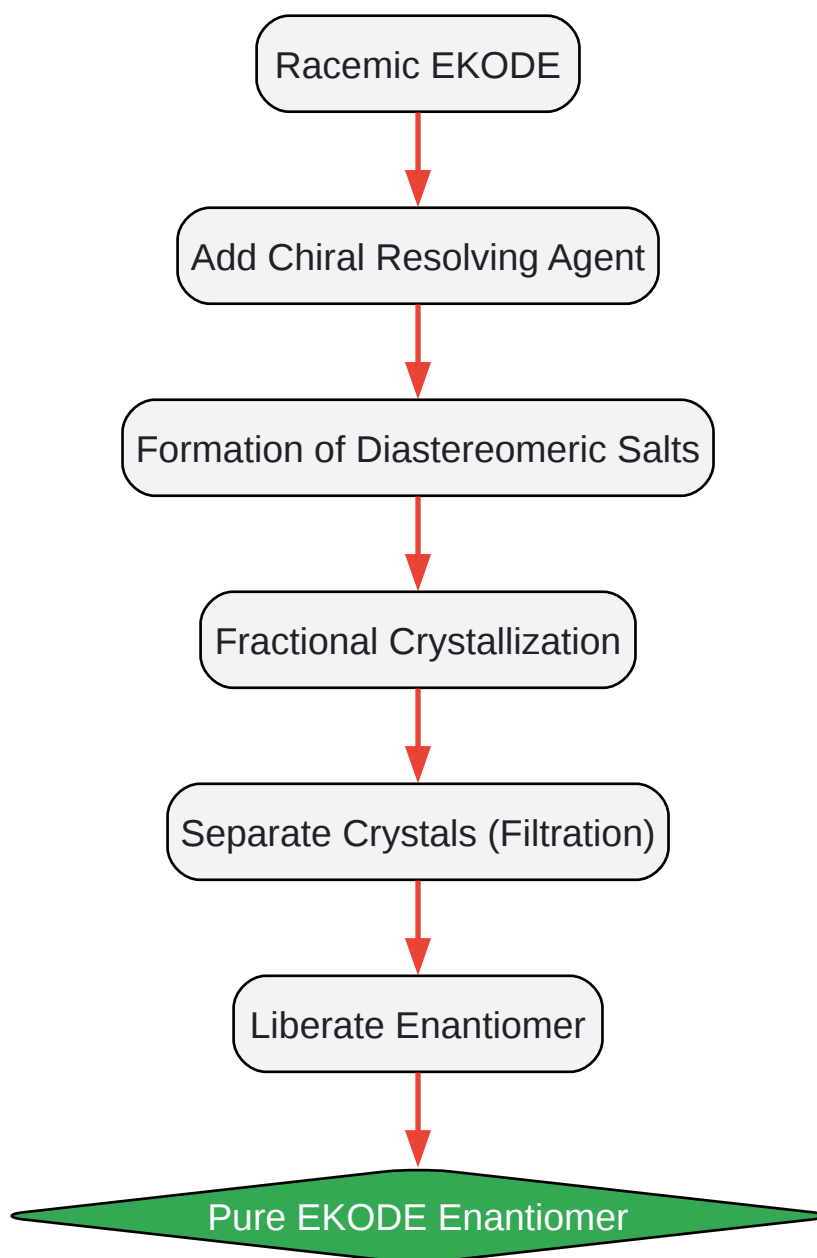 Racemic EKODE
Add Chiral Resolving Agent
Formation of Diastereomeric Salts
Fractional Crystallization
Separate Crystals (Filtration)
Liberate Enantiomer
Pure EKODE Enantiomer